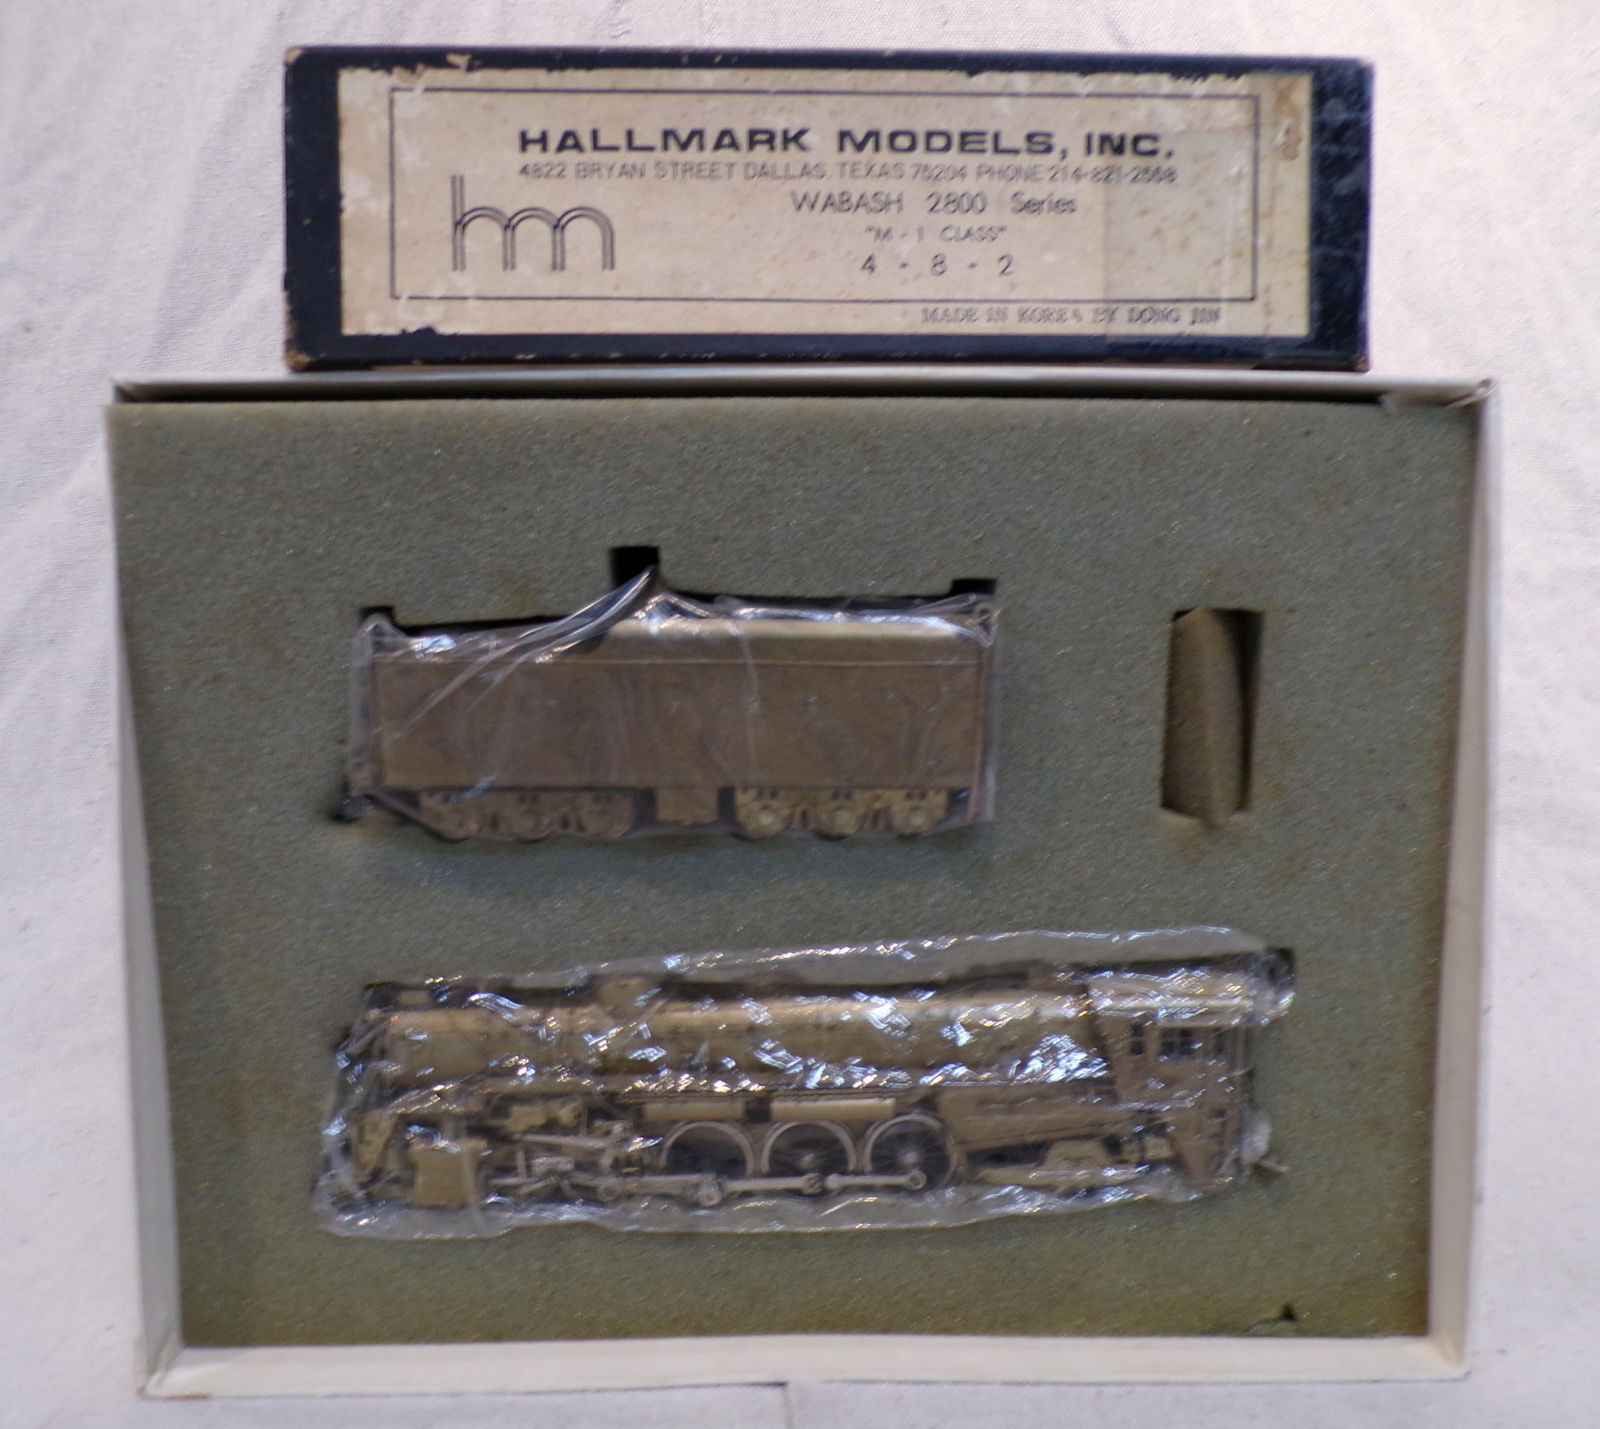 HALLMARK MODELS, INC.
4822 BRYAN STREET DALLAS, TEXAS 75204 PHONE 214-821-2558
hm
WABASH 2800 Series
"M - 1 CLASS"
4 - 8 - 2
MADE IN KOREA BY DONG JIN